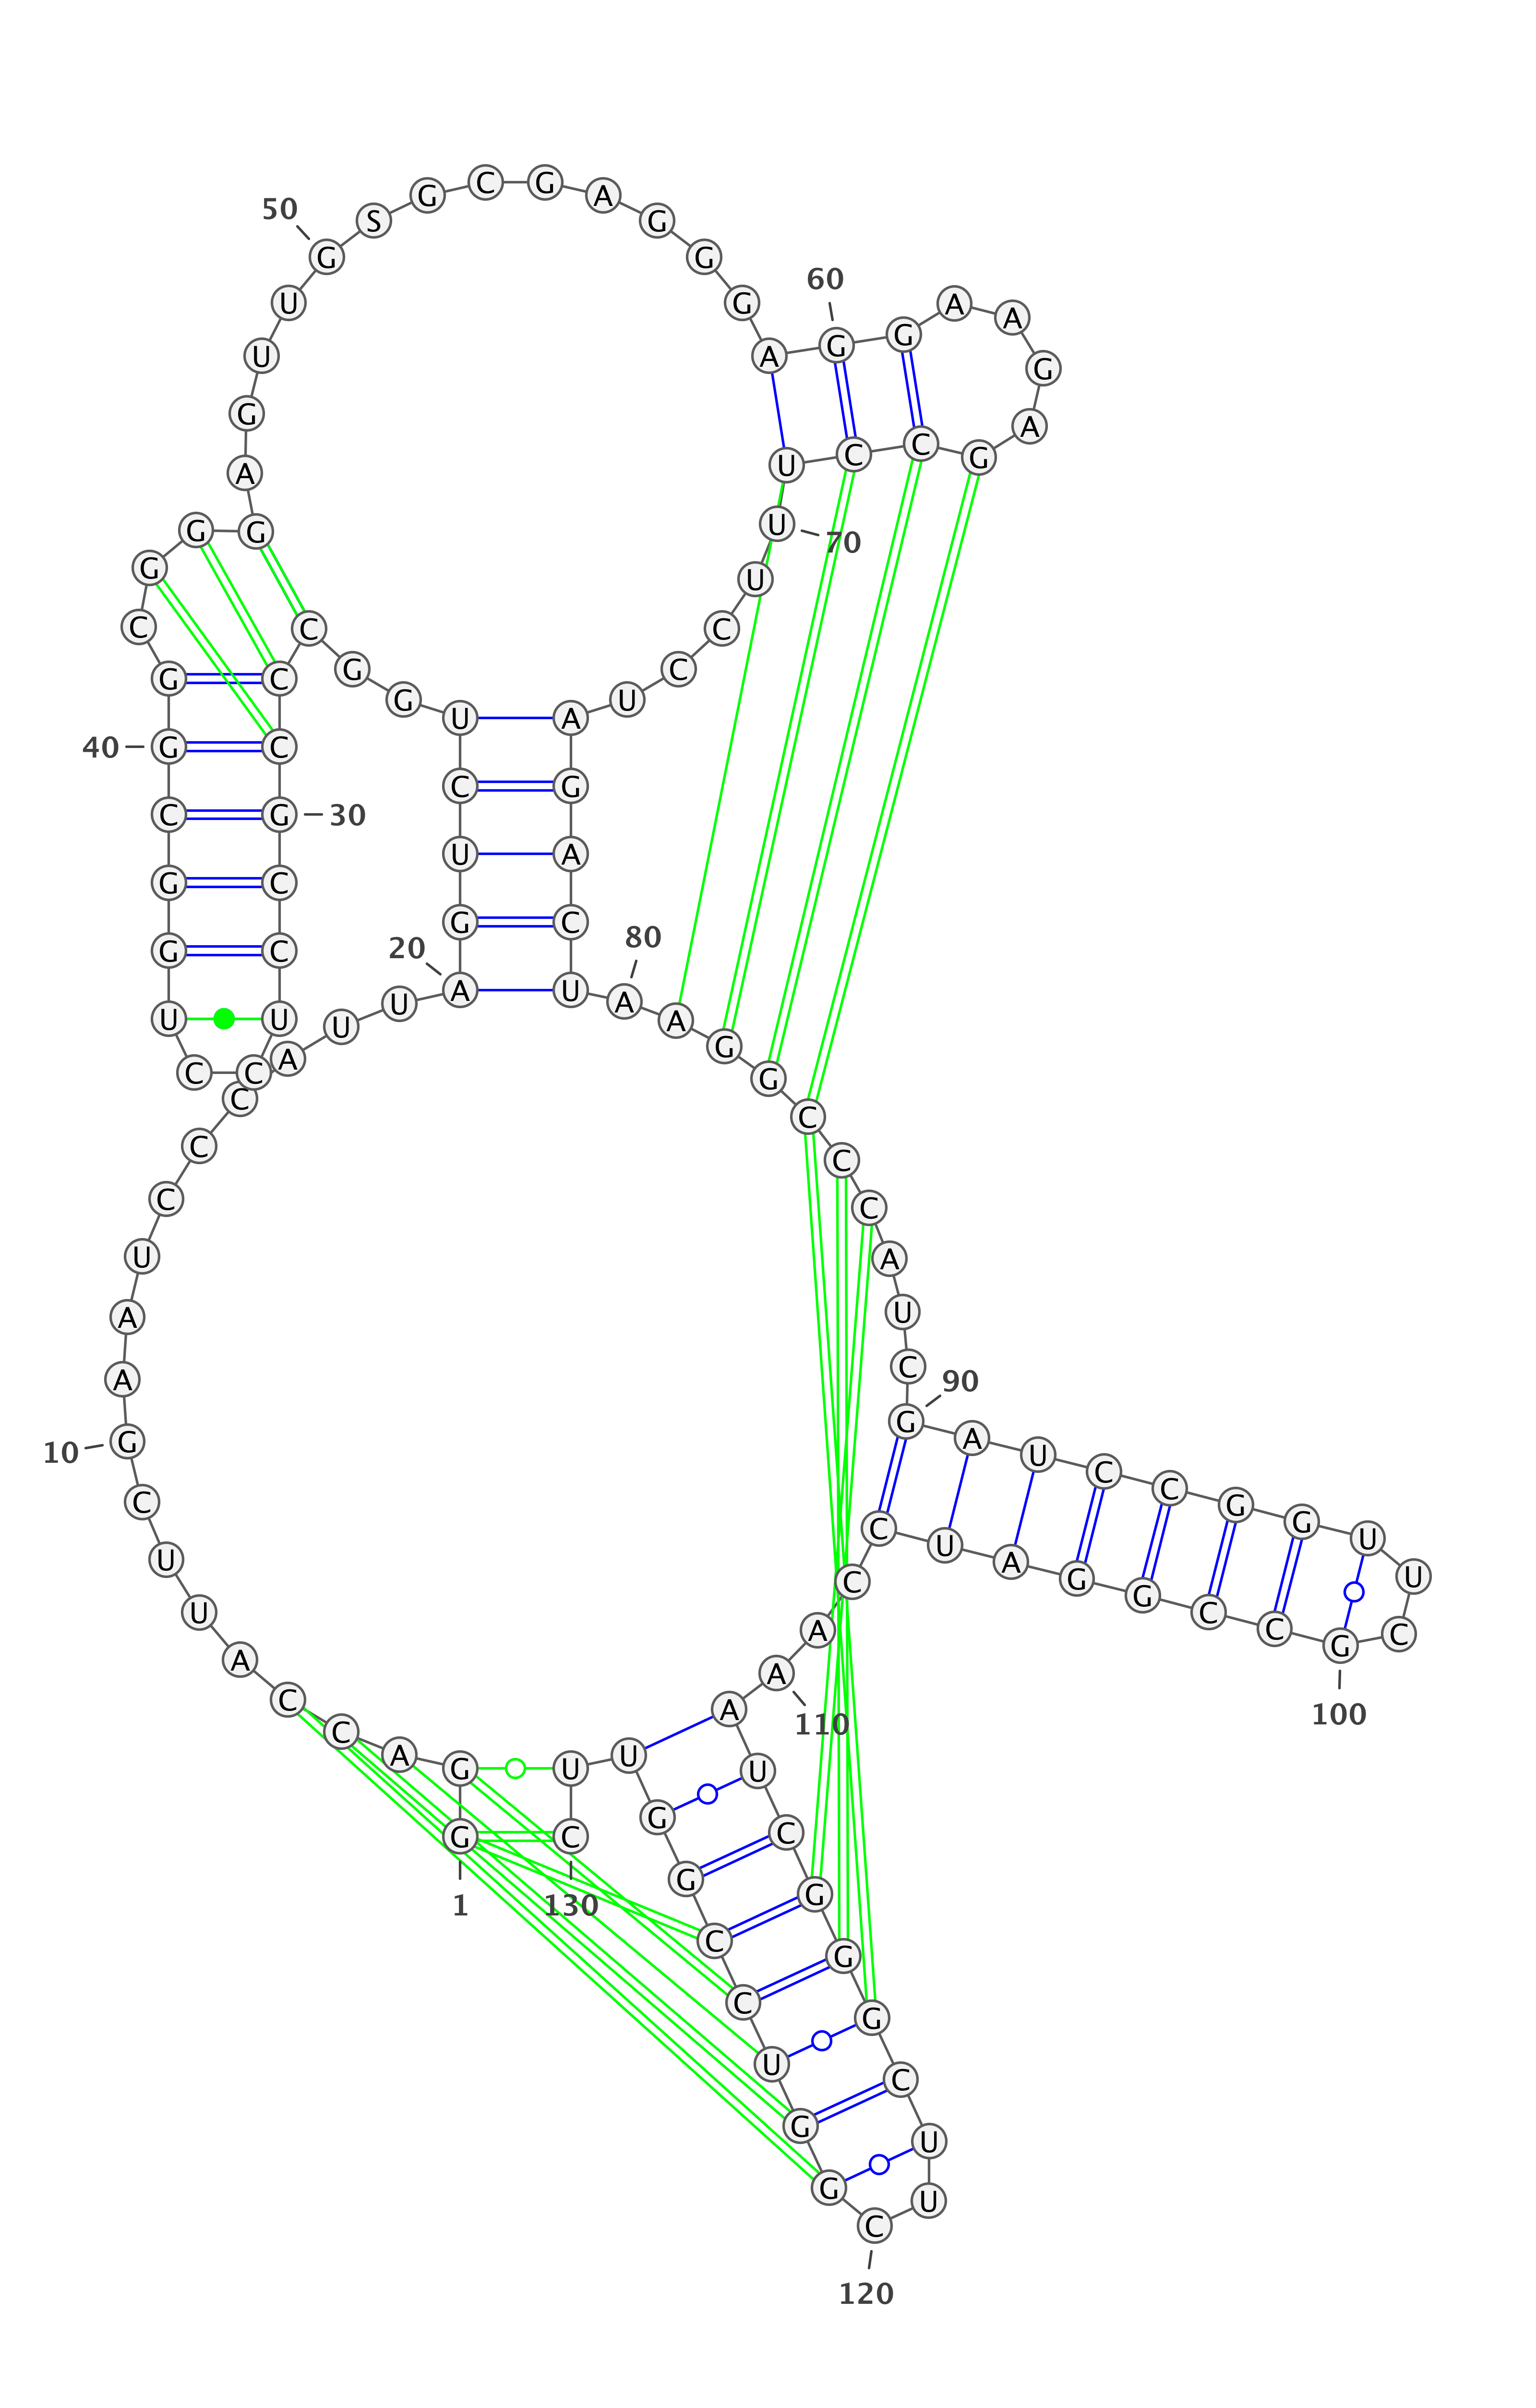 1
G G A C C A U U C G
10
A A U C C C A U U A
20
G U C U G G C C C G
30
C C U C C U G G C G
40
G C G G G A G U U G
50
S G C G A G G G A G
60
G A A G A G C C U U
70
U C C U A G A C U A
80
A G G C C C A U C G
90
A U C C G G U U C G
100
C C G G A U C C A A
110
A U C G G G C U U C
120
G G U C C G G U U C
130